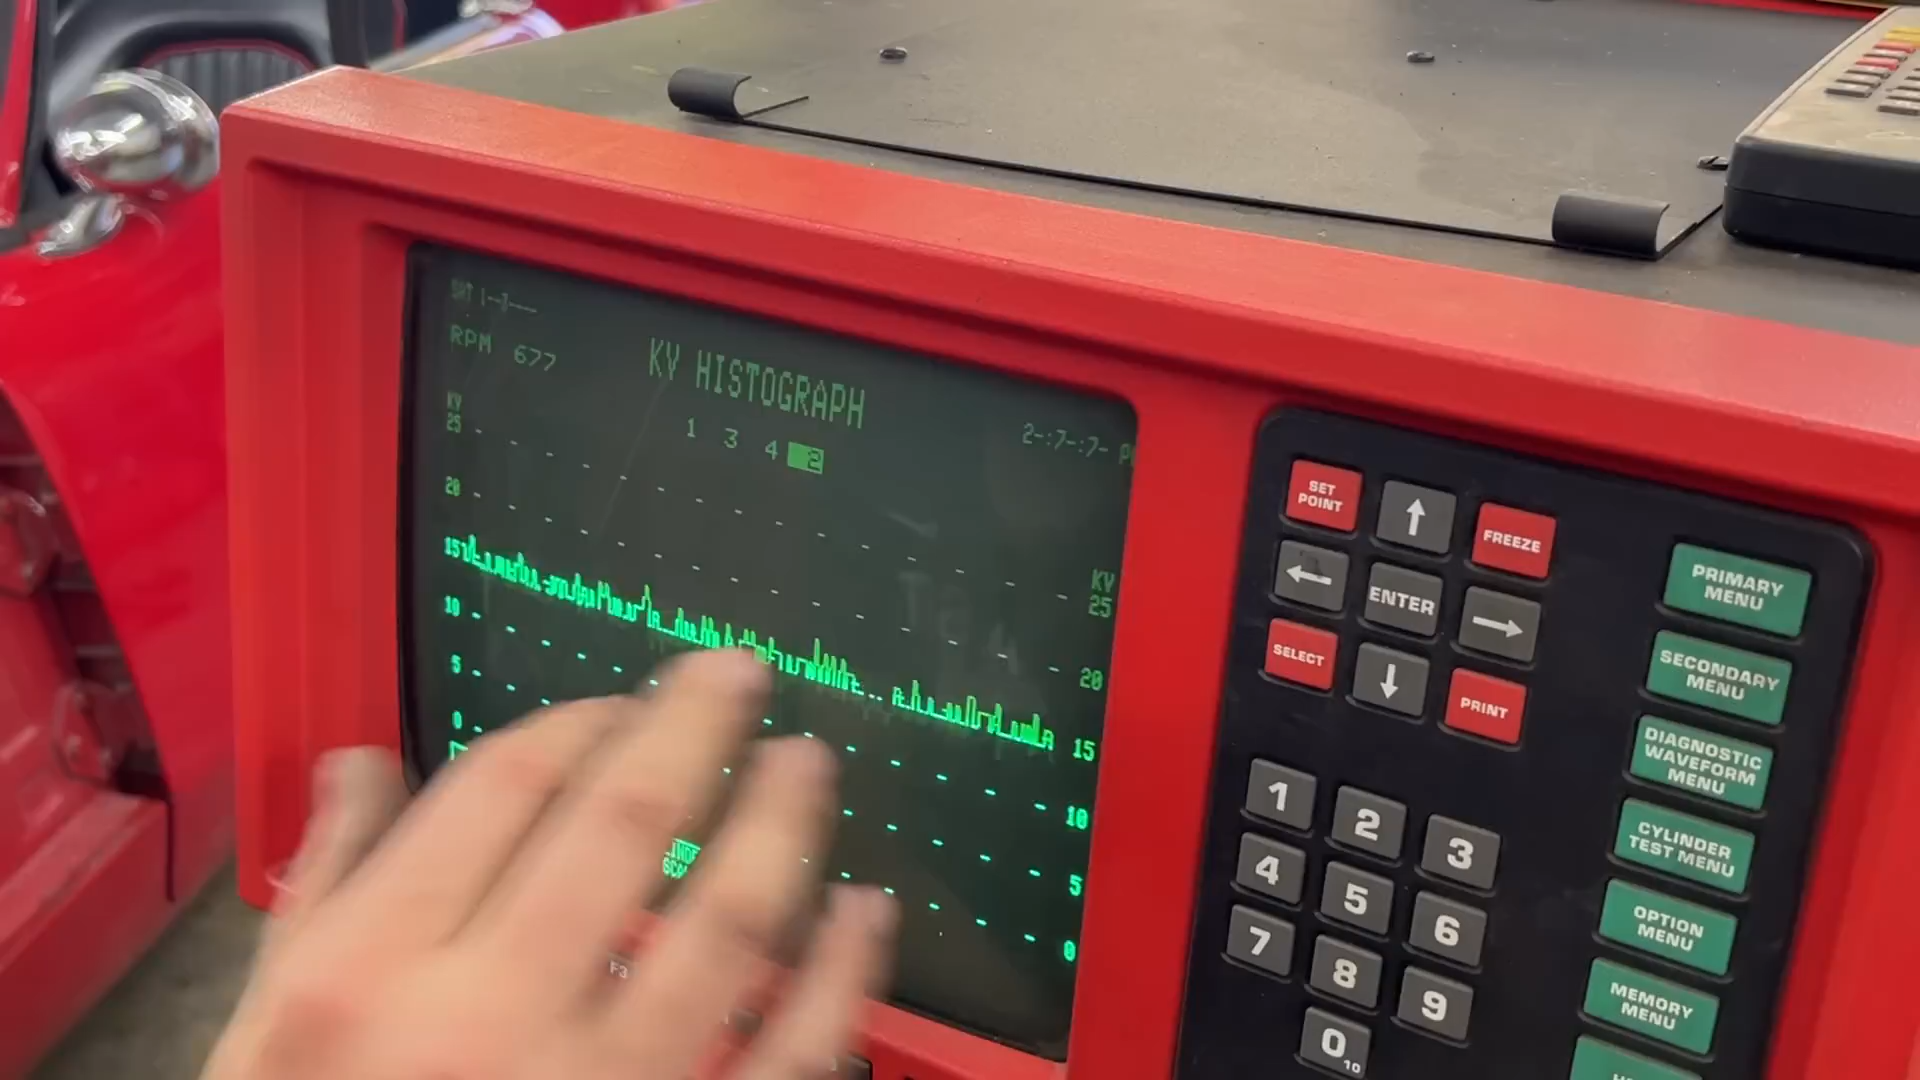 RPM 677
KV HISTOGRAPH
1 3 4 2
KV
25
20
15
10
5
0
KV
25
20
15
10
5
0
F3
SET
POINT
FREEZE
ENTER
SELECT
PRINT
1
2
3
4
5
6
7
8
9
0
10
PRIMARY
MENU
SECONDARY
MENU
DIAGNOSTIC
WAVEFORM
MENU
CYLINDER
TEST MENU
OPTION
MENU
MEMORY
MENU